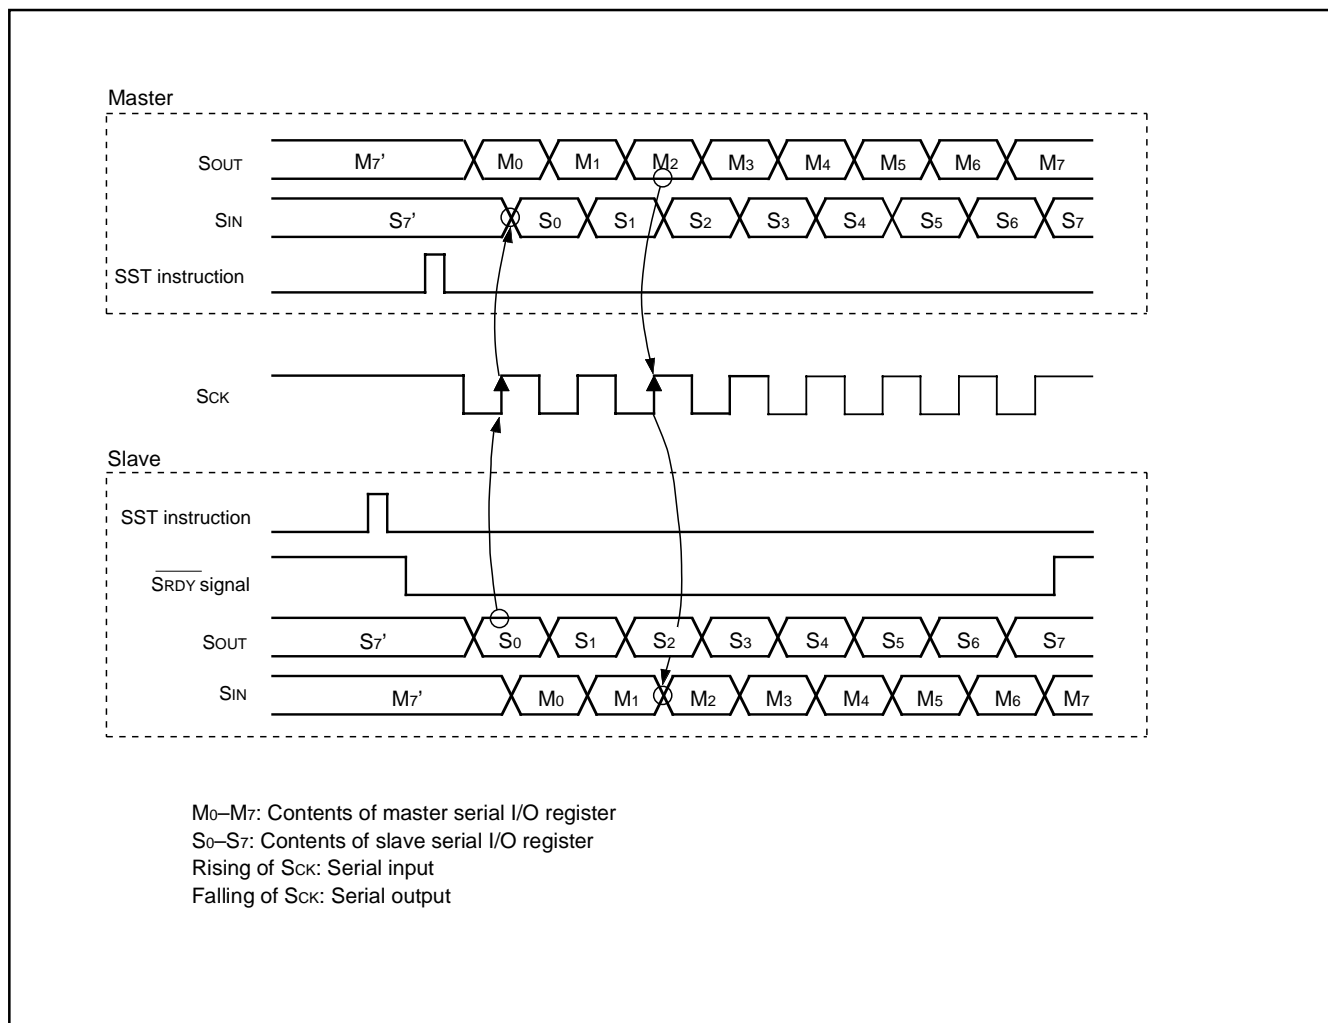 Master
SOUT M7' M0 M1 M2 M3 M4 M5 M6 M7
SIN S7' S0 S1 S2 S3 S4 S5 S6 S7
SST instruction
SCK
Slave
SST instruction
SRDY signal
SOUT S7' S0 S1 S2 S3 S4 S5 S6 S7
SIN M7' M0 M1 M2 M3 M4 M5 M6 M7
M0–M7: Contents of master serial I/O register
S0–S7: Contents of slave serial I/O register
Rising of SCK: Serial input
Falling of SCK: Serial output